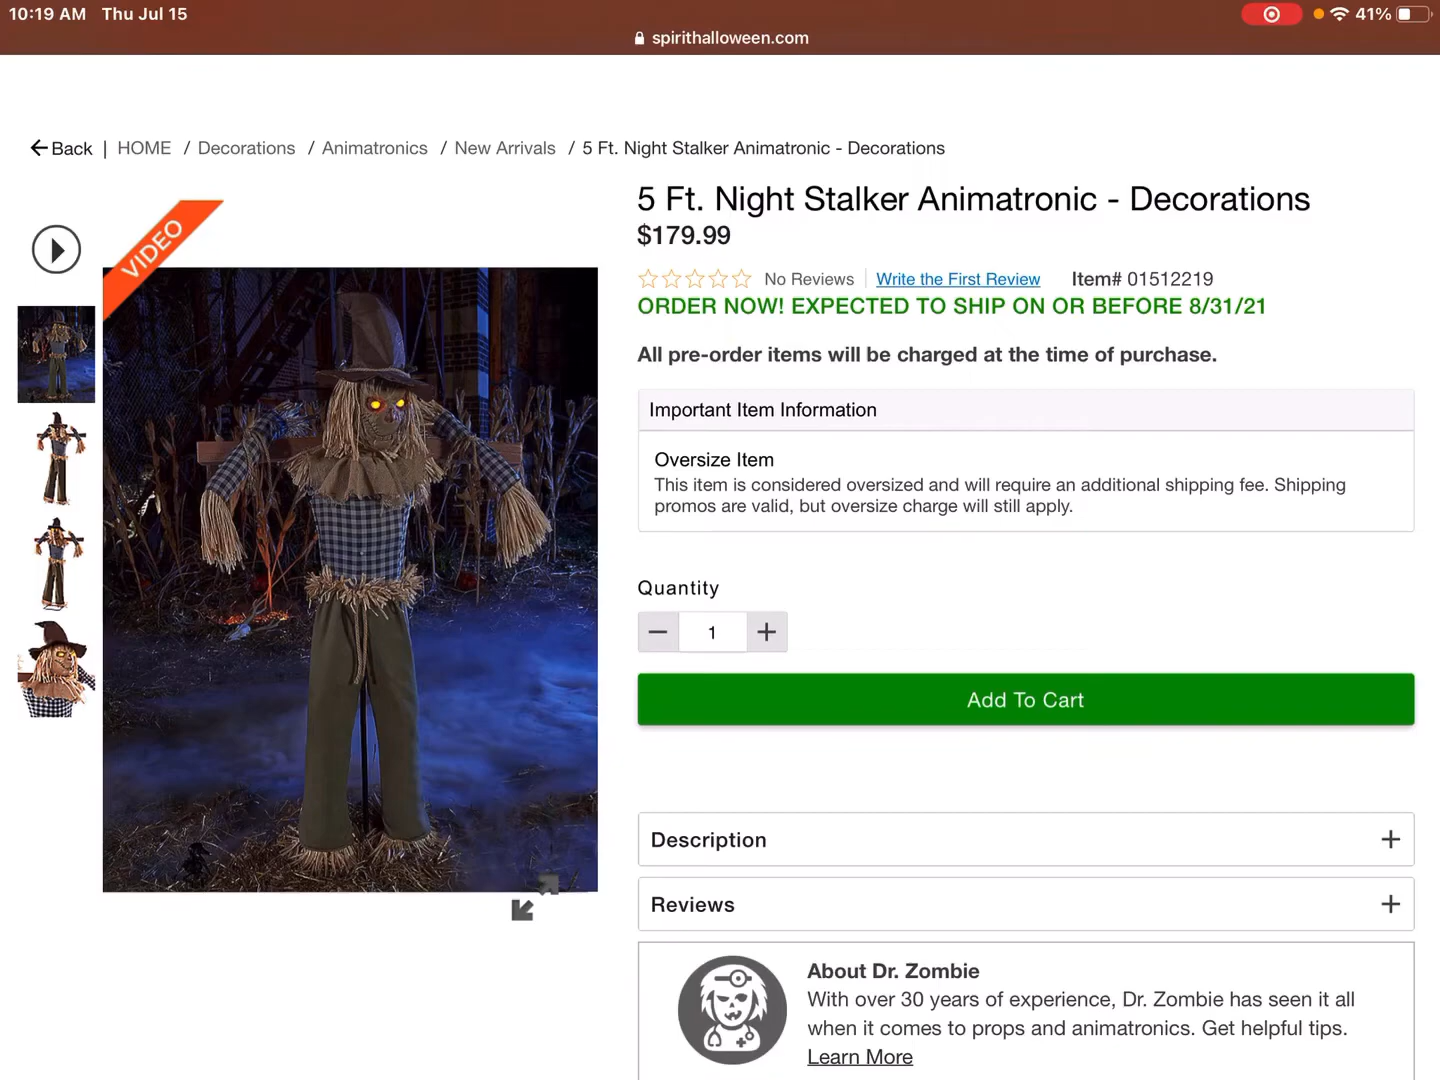 10:19 AM Thu Jul 15
41%
spirithalloween.com
Back | HOME / Decorations / Animatronics / New Arrivals / 5 Ft. Night Stalker Animatronic - Decorations
VIDEO
5 Ft. Night Stalker Animatronic - Decorations
$179.99
No Reviews Write the First Review Item# 01512219
ORDER NOW! EXPECTED TO SHIP ON OR BEFORE 8/31/21
All pre-order items will be charged at the time of purchase.
Important Item Information
Oversize Item
This item is considered oversized and will require an additional shipping fee. Shipping
promos are valid, but oversize charge will still apply.
Quantity
1
Add To Cart
Description
Reviews
About Dr. Zombie
With over 30 years of experience, Dr. Zombie has seen it all
when it comes to props and animatronics. Get helpful tips.
Learn More